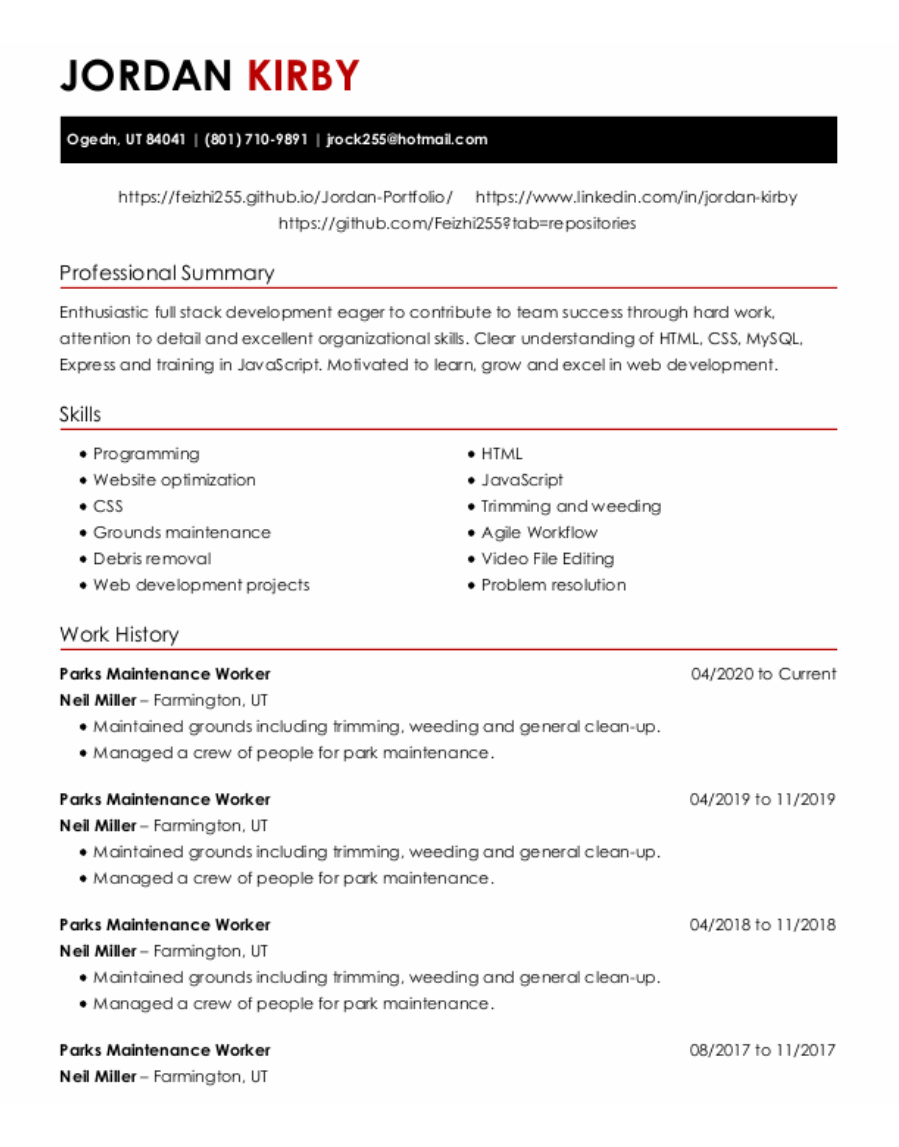 JORDAN KIRBY
Ogedn, UT 84041 | (801) 710-9891 | jrock255@hotmail.com
https://feizhi255.github.io/Jordan-Portfolio/ https://www.linkedin.com/in/jordan-kirby
https://github.com/Feizhi255?tab=repositories
Professional Summary
Enthusiastic full stack development eager to contribute to team success through hard work,
attention to detail and excellent organizational skills. Clear understanding of HTML, CSS, MySQL,
Express and training in JavaScript. Motivated to learn, grow and excel in web development.
Skills
• Programming
• Website optimization
• CSS
• Grounds maintenance
• Debris removal
• Web development projects
• HTML
• JavaScript
• Trimming and weeding
• Agile Workflow
• Video File Editing
• Problem resolution
Work History
Parks Maintenance Worker 04/2020 to Current
Neil Miller – Farmington, UT
• Maintained grounds including trimming, weeding and general clean-up.
• Managed a crew of people for park maintenance.
Parks Maintenance Worker 04/2019 to 11/2019
Neil Miller – Farmington, UT
• Maintained grounds including trimming, weeding and general clean-up.
• Managed a crew of people for park maintenance.
Parks Maintenance Worker 04/2018 to 11/2018
Neil Miller – Farmington, UT
• Maintained grounds including trimming, weeding and general clean-up.
• Managed a crew of people for park maintenance.
Parks Maintenance Worker 08/2017 to 11/2017
Neil Miller – Farmington, UT